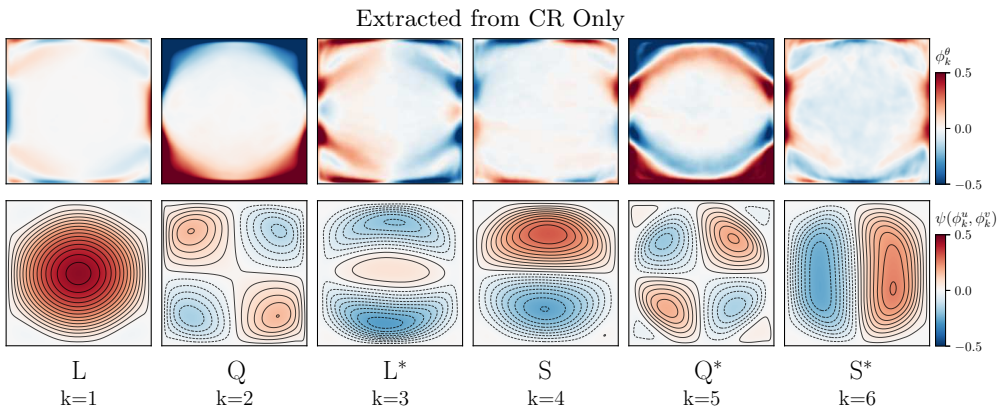 Extracted from CR Only
ϕ_k^θ
0.5
0.0
−0.5
ψ(ϕ_k^u, ϕ_k^v)
0.5
0.0
−0.5
L Q L* S Q* S*
k=1 k=2 k=3 k=4 k=5 k=6